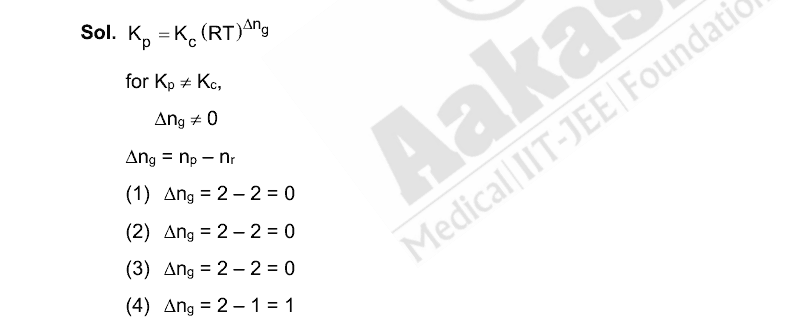 Sol. Kp = Kc (RT)^Δng
for Kp ≠ Kc,
Δng ≠ 0
Δng = np – nr
(1) Δng = 2 – 2 = 0
(2) Δng = 2 – 2 = 0
(3) Δng = 2 – 2 = 0
(4) Δng = 2 – 1 = 1
Aakas
Medical|IIT-JEE|Foundation